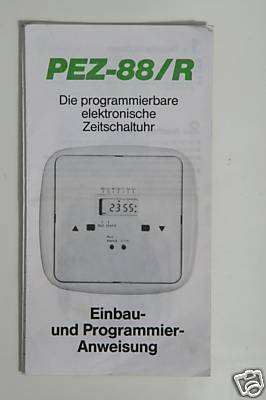 PEZ-88/R
Die programmierbare
elektronische
Zeitschaltuhr
23:55
Einbau-
und Programmier-
Anweisung